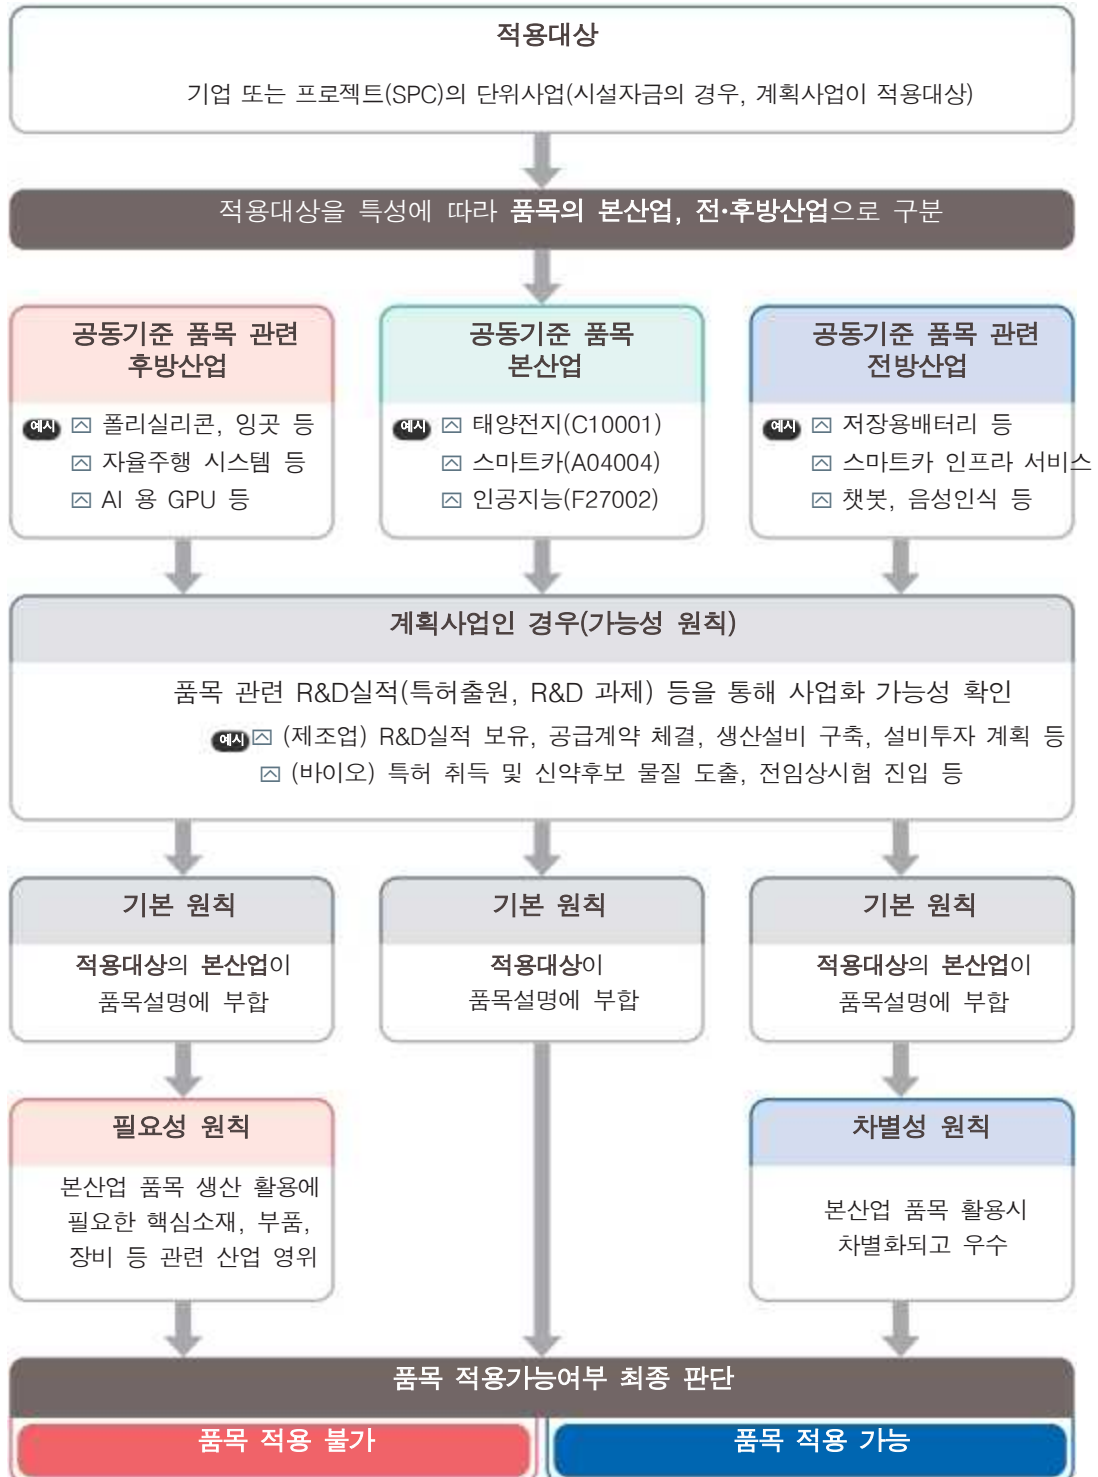 적용대상
기업 또는 프로젝트(SPC)의 단위사업(시설자금의 경우, 계획사업이 적용대상)
적용대상을 특성에 따라 품목의 본산업, 전·후방산업으로 구분
공동기준 품목 관련
후방산업
예시 폴리실리콘, 잉곳 등
자율주행 시스템 등
AI 용 GPU 등
공동기준 품목
본산업
예시 태양전지(C10001)
스마트카(A04004)
인공지능(F27002)
공동기준 품목 관련
전방산업
예시 저장용배터리 등
스마트카 인프라 서비스
챗봇, 음성인식 등
계획사업인 경우(가능성 원칙)
품목 관련 R&D실적(특허출원, R&D 과제) 등을 통해 사업화 가능성 확인
예시 (제조업) R&D실적 보유, 공급계약 체결, 생산설비 구축, 설비투자 계획 등
(바이오) 특허 취득 및 신약후보 물질 도출, 전임상시험 진입 등
기본 원칙
적용대상의 본산업이
품목설명에 부합
기본 원칙
적용대상이
품목설명에 부합
기본 원칙
적용대상의 본산업이
품목설명에 부합
필요성 원칙
본산업 품목 생산 활용에
필요한 핵심소재, 부품,
장비 등 관련 산업 영위
차별성 원칙
본산업 품목 활용시
차별화되고 우수
품목 적용가능여부 최종 판단
품목 적용 불가
품목 적용 가능